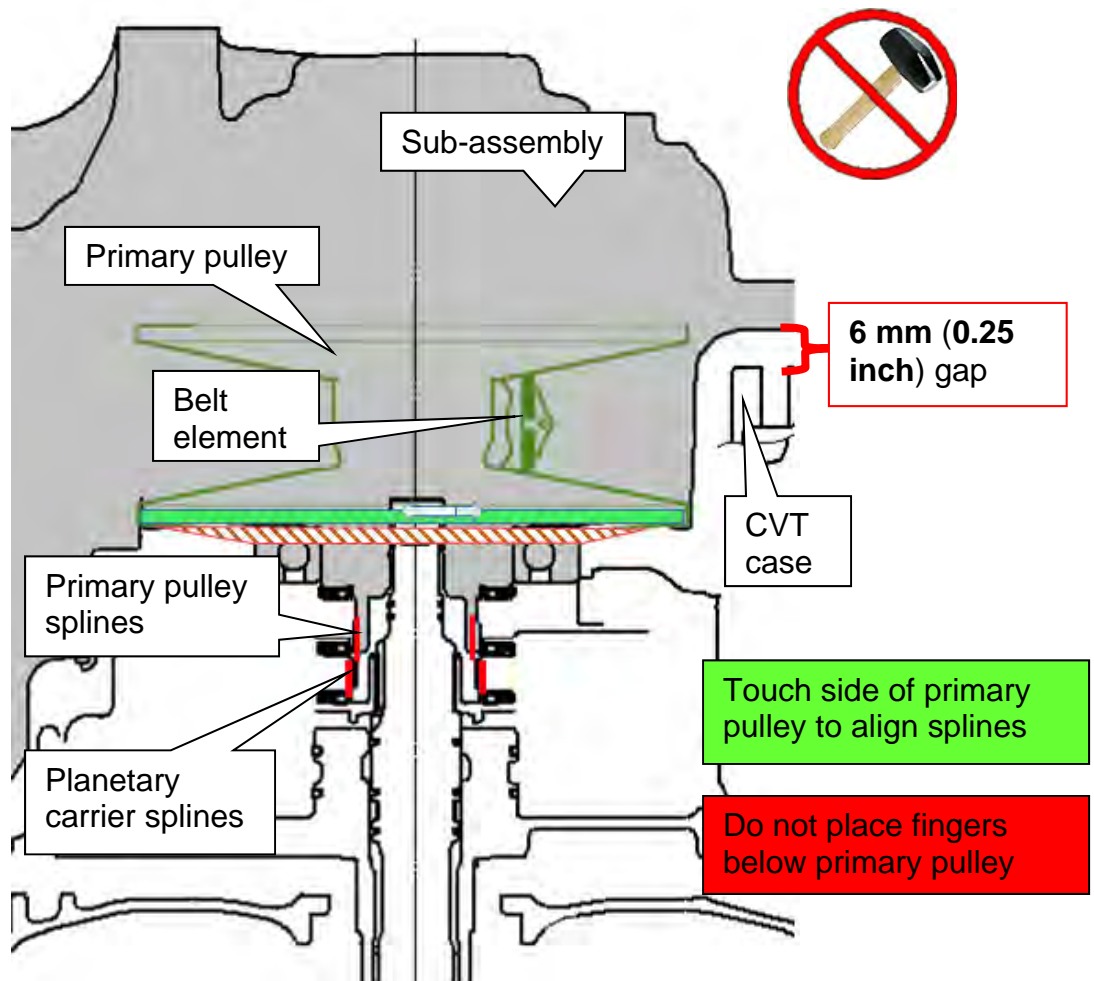 Sub-assembly
Primary pulley
6 mm (0.25
inch) gap
Belt
element
CVT
case
Primary pulley
splines
Touch side of primary
pulley to align splines
Planetary
carrier splines
Do not place fingers
below primary pulley